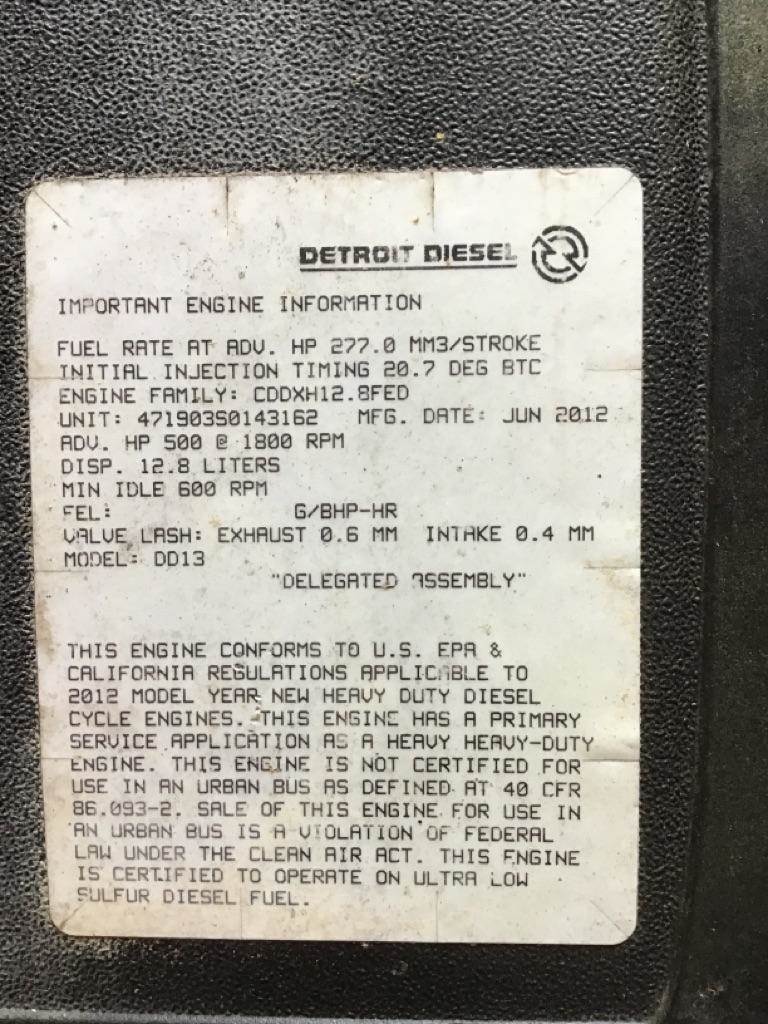 DETROIT DIESEL
IMPORTANT ENGINE INFORMATION
FUEL RATE AT ADV. HP 277.0 MM3/STROKE
INITIAL INJECTION TIMING 20.7 DEG BTC
ENGINE FAMILY: CDDXH12.8FED
UNIT: 471903S0143162 MFG. DATE: JUN 2012
ADV. HP 500 @ 1800 RPM
DISP. 12.8 LITERS
MIN IDLE 600 RPM
FEL: G/BHP-HR
VALVE LASH: EXHAUST 0.6 MM INTAKE 0.4 MM
MODEL: DD13
"DELEGATED ASSEMBLY"
THIS ENGINE CONFORMS TO U.S. EPA &
CALIFORNIA REGULATIONS APPLICABLE TO
2012 MODEL YEAR NEW HEAVY DUTY DIESEL
CYCLE ENGINES. THIS ENGINE HAS A PRIMARY
SERVICE APPLICATION AS A HEAVY HEAVY-DUTY
ENGINE. THIS ENGINE IS NOT CERTIFIED FOR
USE IN AN URBAN BUS AS DEFINED AT 40 CFR
86.093-2. SALE OF THIS ENGINE FOR USE IN
AN URBAN BUS IS A VIOLATION OF FEDERAL
LAW UNDER THE CLEAN AIR ACT. THIS ENGINE
IS CERTIFIED TO OPERATE ON ULTRA LOW
SULFUR DIESEL FUEL.